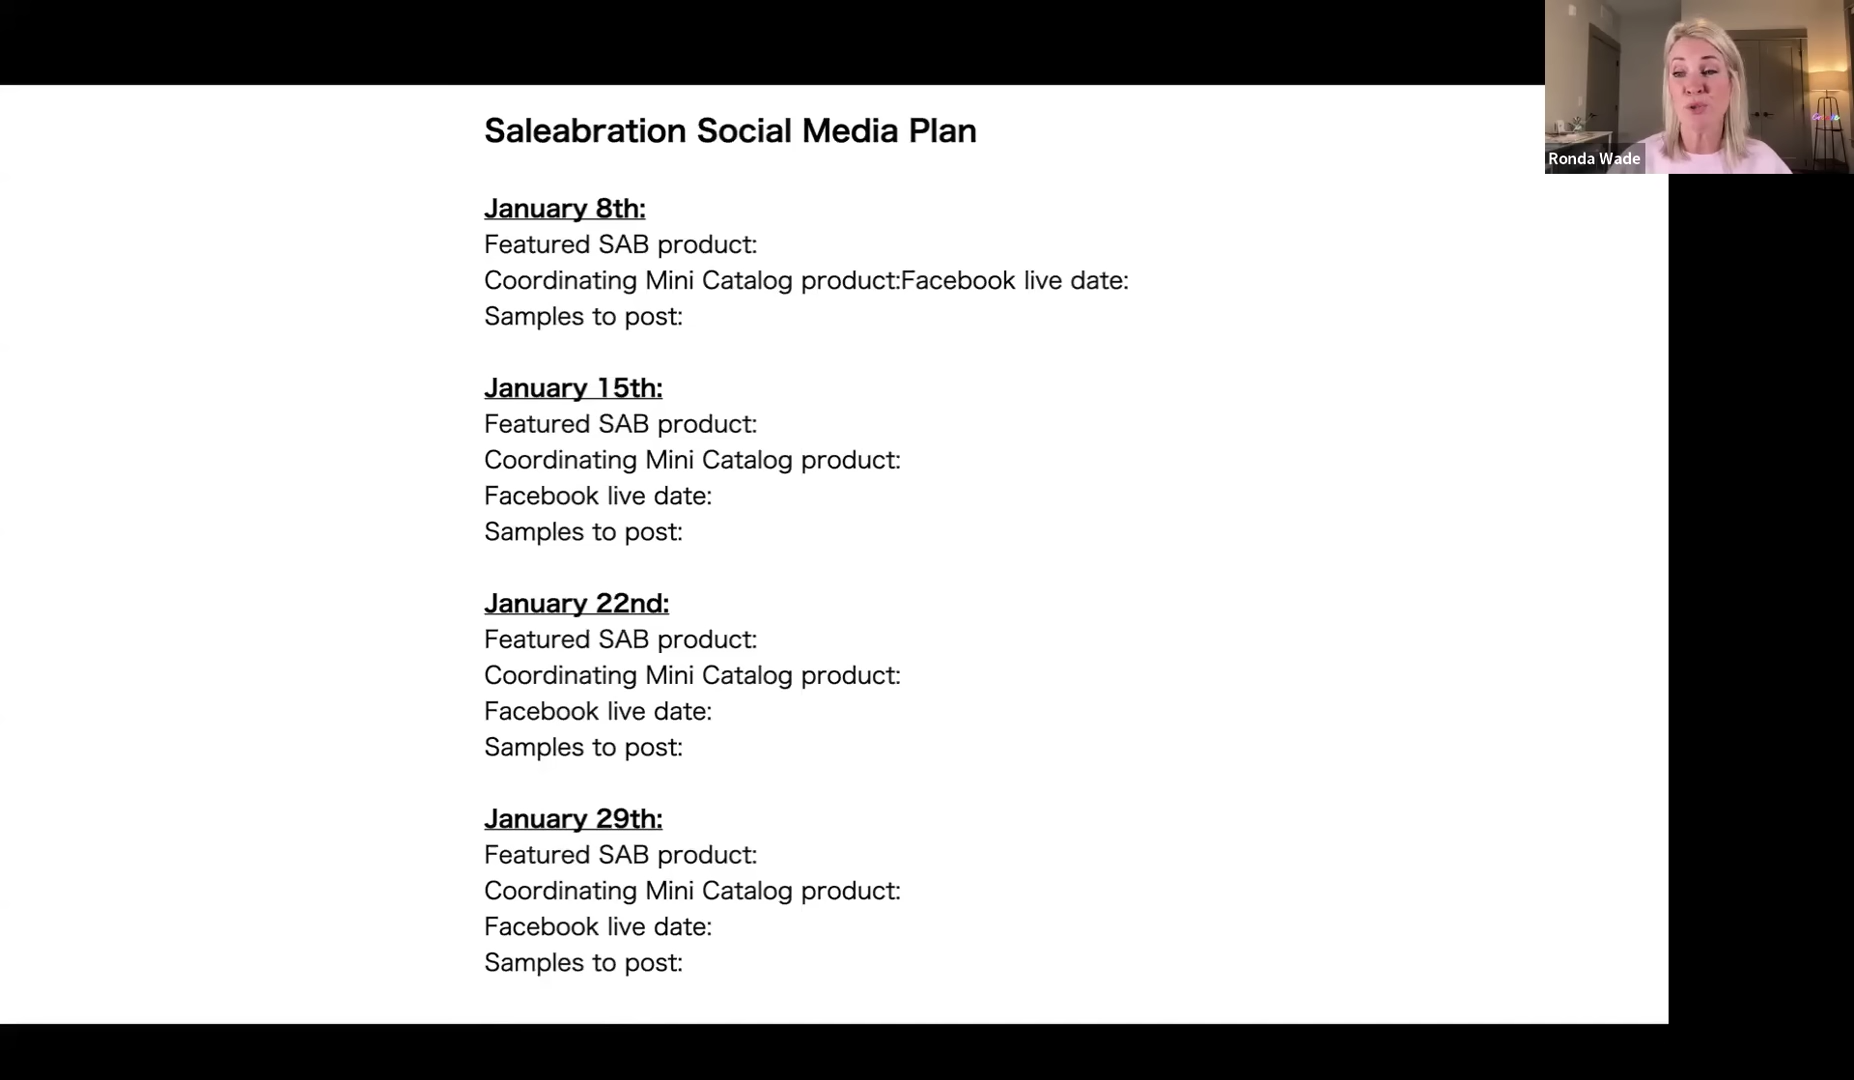 Saleabration Social Media Plan
January 8th:
Featured SAB product:
Coordinating Mini Catalog product:Facebook live date:
Samples to post:
January 15th:
Featured SAB product:
Coordinating Mini Catalog product:
Facebook live date:
Samples to post:
January 22nd:
Featured SAB product:
Coordinating Mini Catalog product:
Facebook live date:
Samples to post:
January 29th:
Featured SAB product:
Coordinating Mini Catalog product:
Facebook live date:
Samples to post:
Ronda Wade